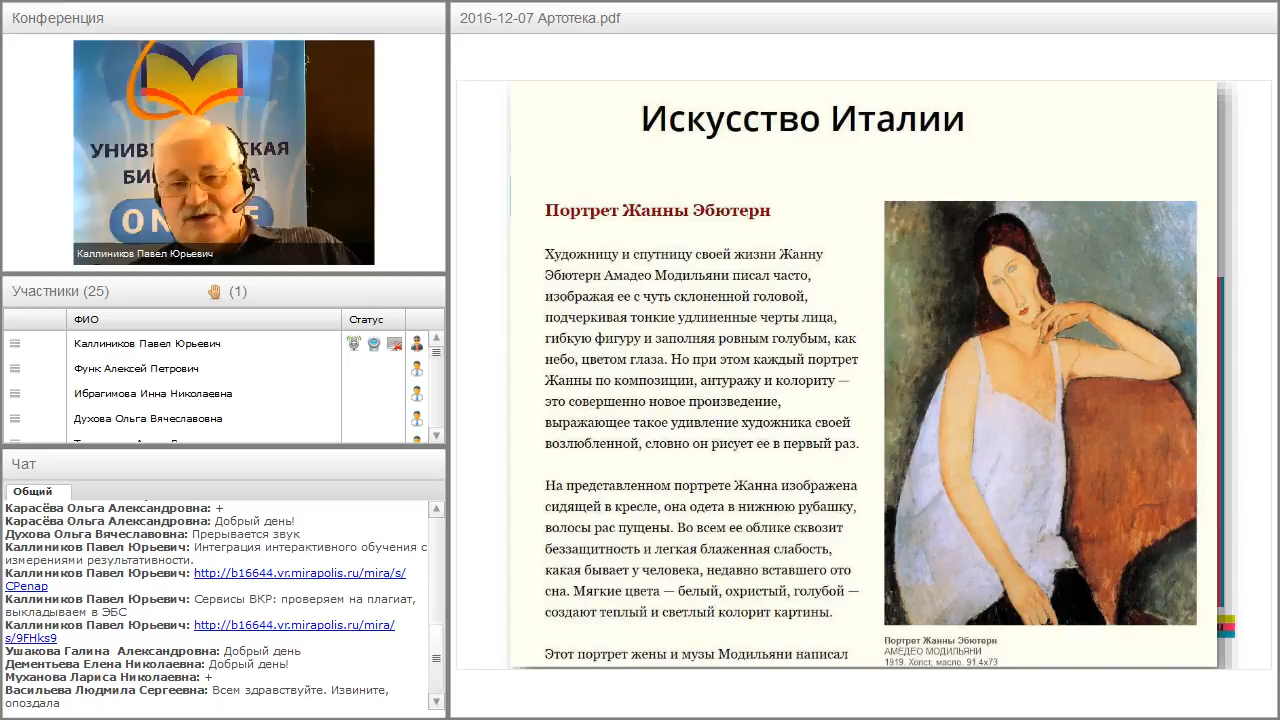 Конференция
УНИВ
СКАЯ
БИ
ON
E
Каллиников Павел Юрьевич
Участники (25)
(1)
ФИО
Статус
Каллиников Павел Юрьевич
Функ Алексей Петрович
Ибрагимова Инна Николаевна
Духова Ольга Вячеславовна
Чат
Общий
Карасёва Ольга Александровна: +
Карасёва Ольга Александровна: Добрый день!
Духова Ольга Вячеславовна: Прерывается звук
Каллиников Павел Юрьевич: Интеграция интерактивного обучения с
измерениями результативности.
Каллиников Павел Юрьевич: http://b16644.vr.mirapolis.ru/mira/s/
CPenap
Каллиников Павел Юрьевич: Сервисы ВКР: проверяем на плагиат,
выкладываем в ЭБС
Каллиников Павел Юрьевич: http://b16644.vr.mirapolis.ru/mira/
s/9FHks9
Ушакова Галина  Александровна: Добрый день
Дементьева Елена Николаевна: Добрый день!
Муханова Лариса Николаевна: +
Васильева Людмила Сергеевна: Всем здравствуйте. Извините,
опоздала
2016-12-07 Артотека.pdf
Искусство Италии
Портрет Жанны Эбютерн
Художницу и спутницу своей жизни Жанну
Эбютерн Амадео Модильяни писал часто,
изображая ее с чуть склоненной головой,
подчеркивая тонкие удлиненные черты лица,
гибкую фигуру и заполняя ровным голубым, как
небо, цветом глаза. Но при этом каждый портрет
Жанны по композиции, антуражу и колориту —
это совершенно новое произведение,
выражающее такое удивление художника своей
возлюбленной, словно он рисует ее в первый раз.
На представленном портрете Жанна изображена
сидящей в кресле, она одета в нижнюю рубашку,
волосы рас пущены. Во всем ее облике сквозит
беззащитность и легкая блаженная слабость,
какая бывает у человека, недавно вставшего ото
сна. Мягкие цвета — белый, охристый, голубой —
создают теплый и светлый колорит картины.
Этот портрет жены и музы Модильяни написал
Портрет Жанны Эбютерн
АМЕДЕО МОДИЛЬЯНИ
1919. Холст, масло. 91,4x73